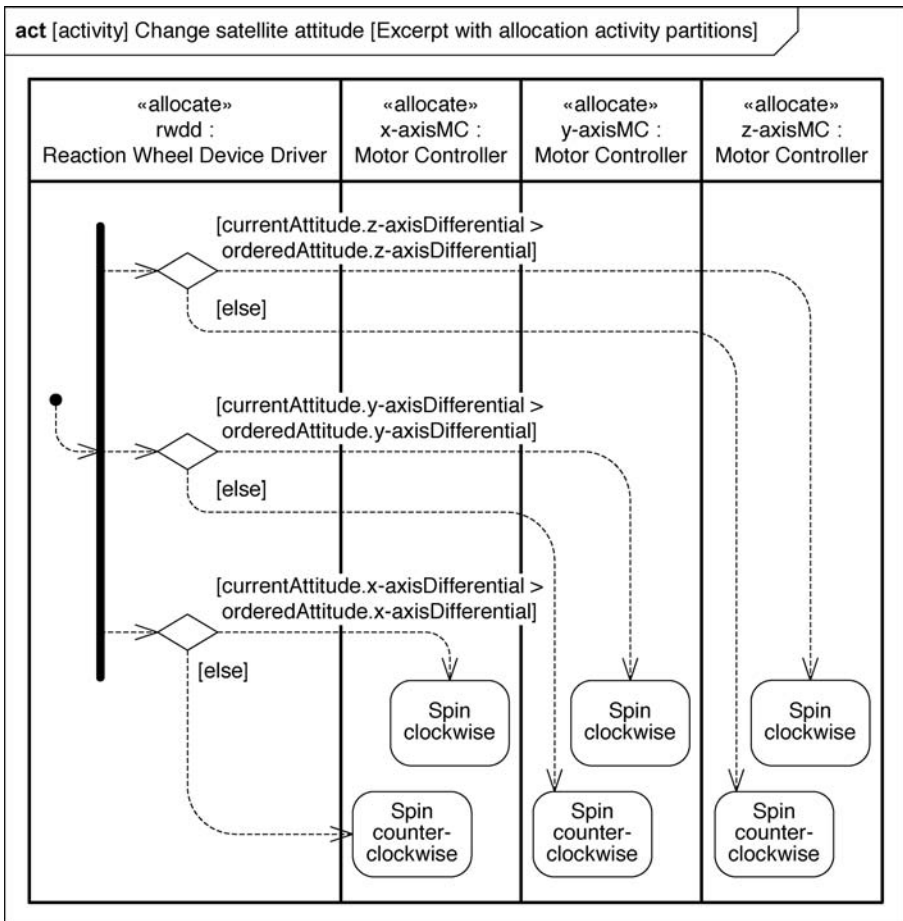 act [activity] Change satellite attitude [Excerpt with allocation activity partitions]
«allocate»
rwdd :
Reaction Wheel Device Driver
«allocate»
x-axisMC :
Motor Controller
«allocate»
y-axisMC :
Motor Controller
«allocate»
z-axisMC :
Motor Controller
[currentAttitude.z-axisDifferential >
orderedAttitude.z-axisDifferential]
[else]
[currentAttitude.y-axisDifferential >
orderedAttitude.y-axisDifferential]
[else]
[currentAttitude.x-axisDifferential >
orderedAttitude.x-axisDifferential]
[else]
Spin
clockwise
Spin
clockwise
Spin
clockwise
Spin
counter-
clockwise
Spin
counter-
clockwise
Spin
counter-
clockwise